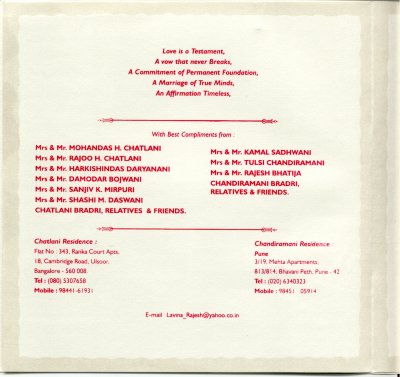 Love is a Testament,
A vow that never Breaks,
A Commitment of Permanent Foundation,
A Marriage of True Minds,
An Affirmation Timeless,
With Best Compliments from :
Mrs & Mr. MOHANDAS H. CHATLANI
Mrs & Mr. RAJOO H. CHATLANI
Mrs & Mr. HARKISHINDAS DARYANANI
Mrs & Mr. DAMODAR BOJWANI
Mrs & Mr. SANJIV K. MIRPURI
Mrs & Mr. SHASHI M. DASWANI
CHATLANI BRADRI, RELATIVES & FRIENDS.
Mrs & Mr. KAMAL SADHWANI
Mrs & Mr. TULSI CHANDIRAMANI
Mrs & Mr. RAJESH BHATIJA
CHANDIRAMANI BRADRI,
RELATIVES & FRIENDS.
Chatlani Residence :
Flat No : 343, Ranka Court Apts.
18, Cambridge Road, Ulsoor.
Bangalore - 560 008
Tel : (080) 5307658
Mobile : 98441-61931
Chandiramani Residence
Pune
3/19, Mehta Apartments,
813/814, Bhavani Peth, Pune - 42
Tel : (020) 6340323
Mobile : 98451 05914
E-mail Lavina_Rajesh@yahoo.co.in